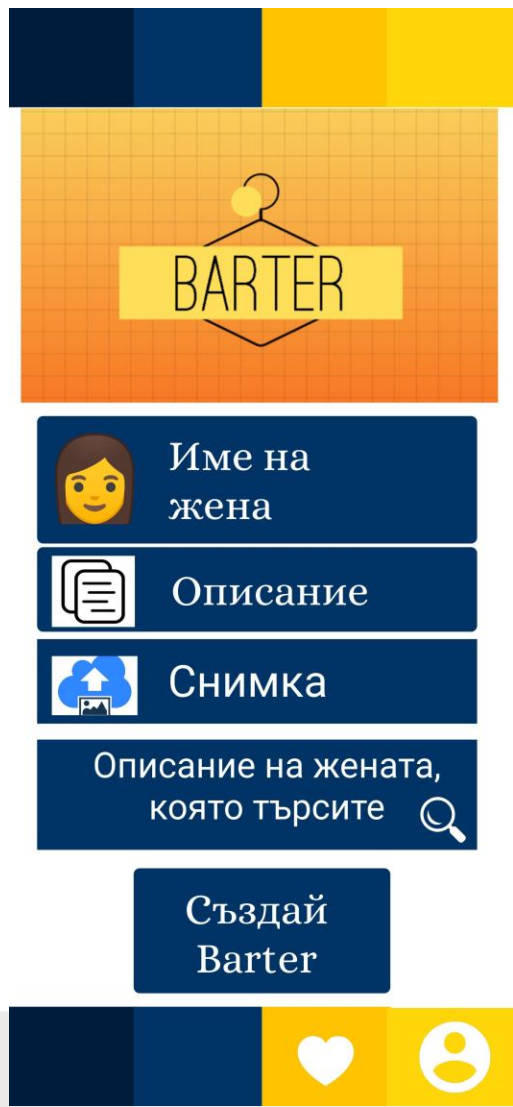 BARTER
Име на
жена
Описание
Снимка
Описание на жената,
която търсите
Създай
Barter